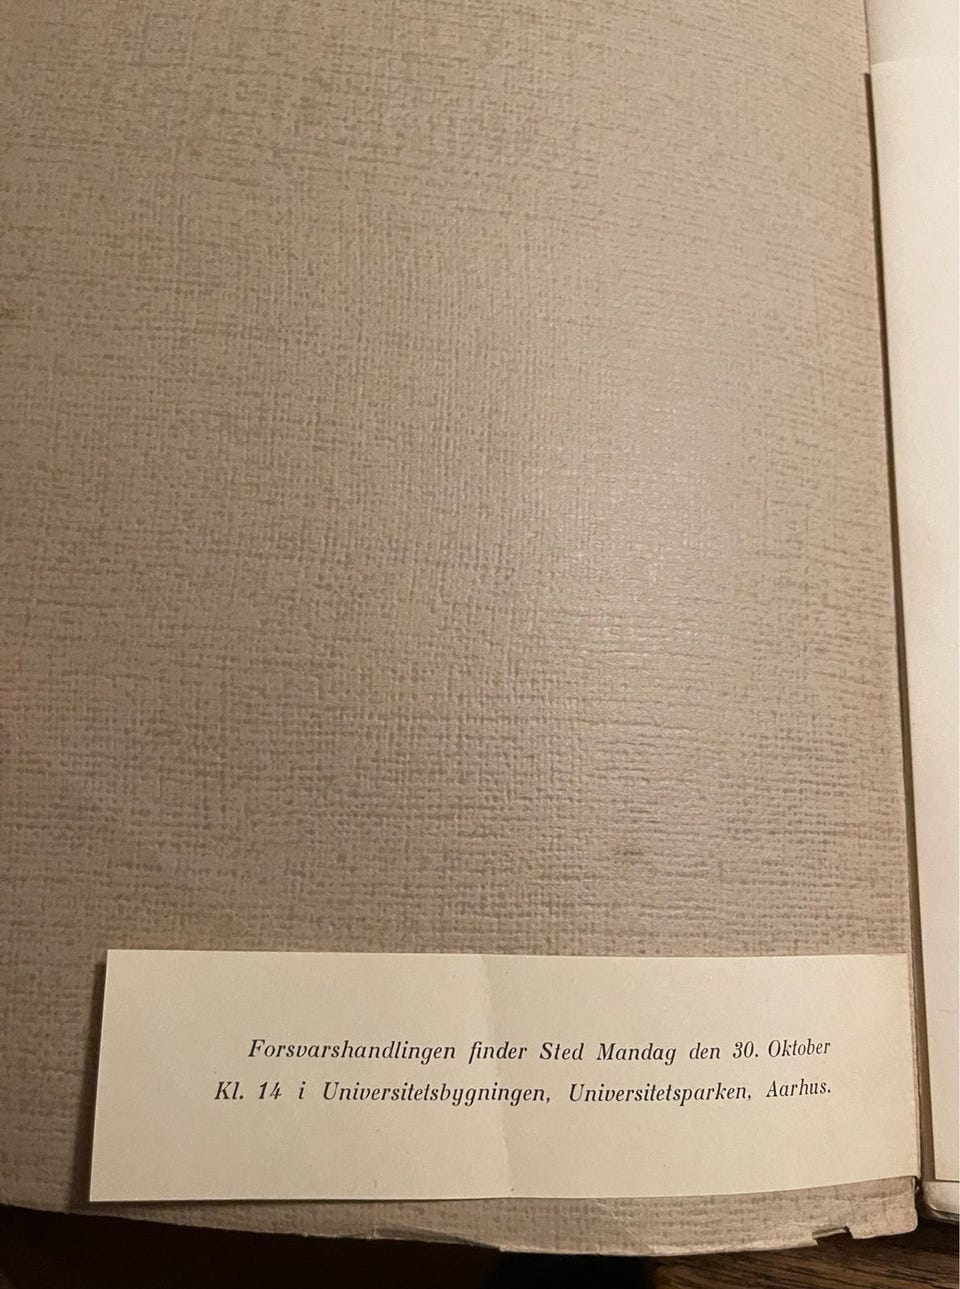 Forsvarshandlingen finder Sted Mandag den 30. Oktober
Kl. 14 i Universitetsbygningen, Universitetsparken, Aarhus.